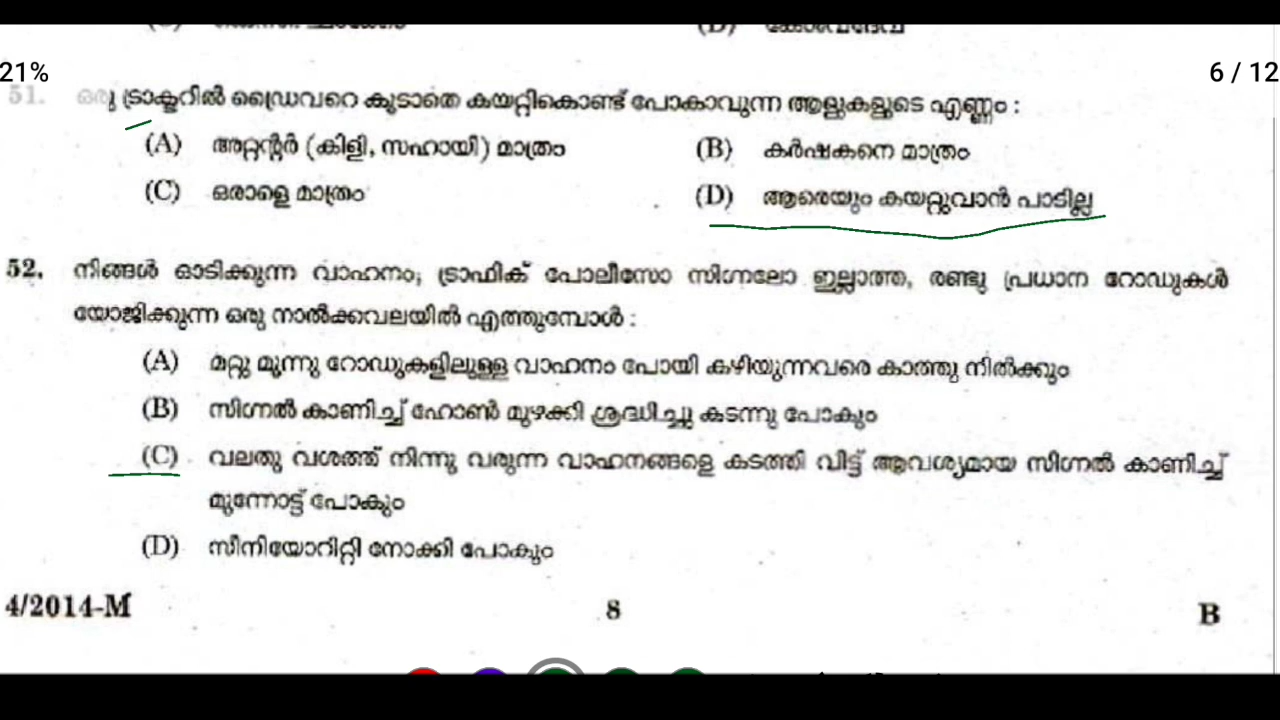 21%
6 / 12
51. ഒരു ട്രാക്ടറിൽ ഡ്രൈവറെ കൂടാതെ കയറ്റികൊണ്ട് പോകാവുന്ന ആളുകളുടെ എണ്ണം :
(A) അറ്റന്റർ (കിളി, സഹായി) മാത്രം (B) കർഷകനെ മാത്രം
(C) ഒരാളെ മാത്രം (D) ആരെയും കയറ്റുവാൻ പാടില്ല
52. നിങ്ങൾ ഓടിക്കുന്ന വാഹനം, ട്രാഫിക് പോലീസോ സിഗ്നലോ ഇല്ലാത്ത, രണ്ടു പ്രധാന റോഡുകൾ
യോജിക്കുന്ന ഒരു നാൽക്കവലയിൽ എത്തുമ്പോൾ :
(A) മറ്റു മൂന്നു റോഡുകളിലുള്ള വാഹനം പോയി കഴിയുന്നവരെ കാത്തു നിൽക്കും
(B) സിഗ്നൽ കാണിച്ച് ഹോൺ മുഴക്കി ശ്രദ്ധിച്ചു കടന്നു പോകും
(C) വലതു വശത്ത് നിന്നു വരുന്ന വാഹനങ്ങളെ കടത്തി വിട്ട് ആവശ്യമായ സിഗ്നൽ കാണിച്ച്
മുന്നോട്ട് പോകും
(D) സീനിയോറിറ്റി നോക്കി പോകും
4/2014-M 8 B